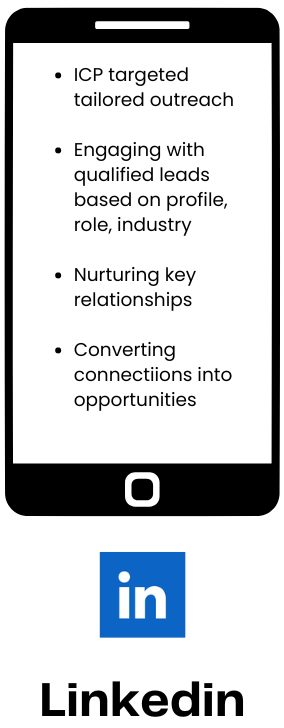 • ICP targeted
tailored outreach
• Engaging with
qualified leads
based on profile,
role, industry
• Nurturing key
relationships
• Converting
connectiions into
opportunities
in
Linkedin